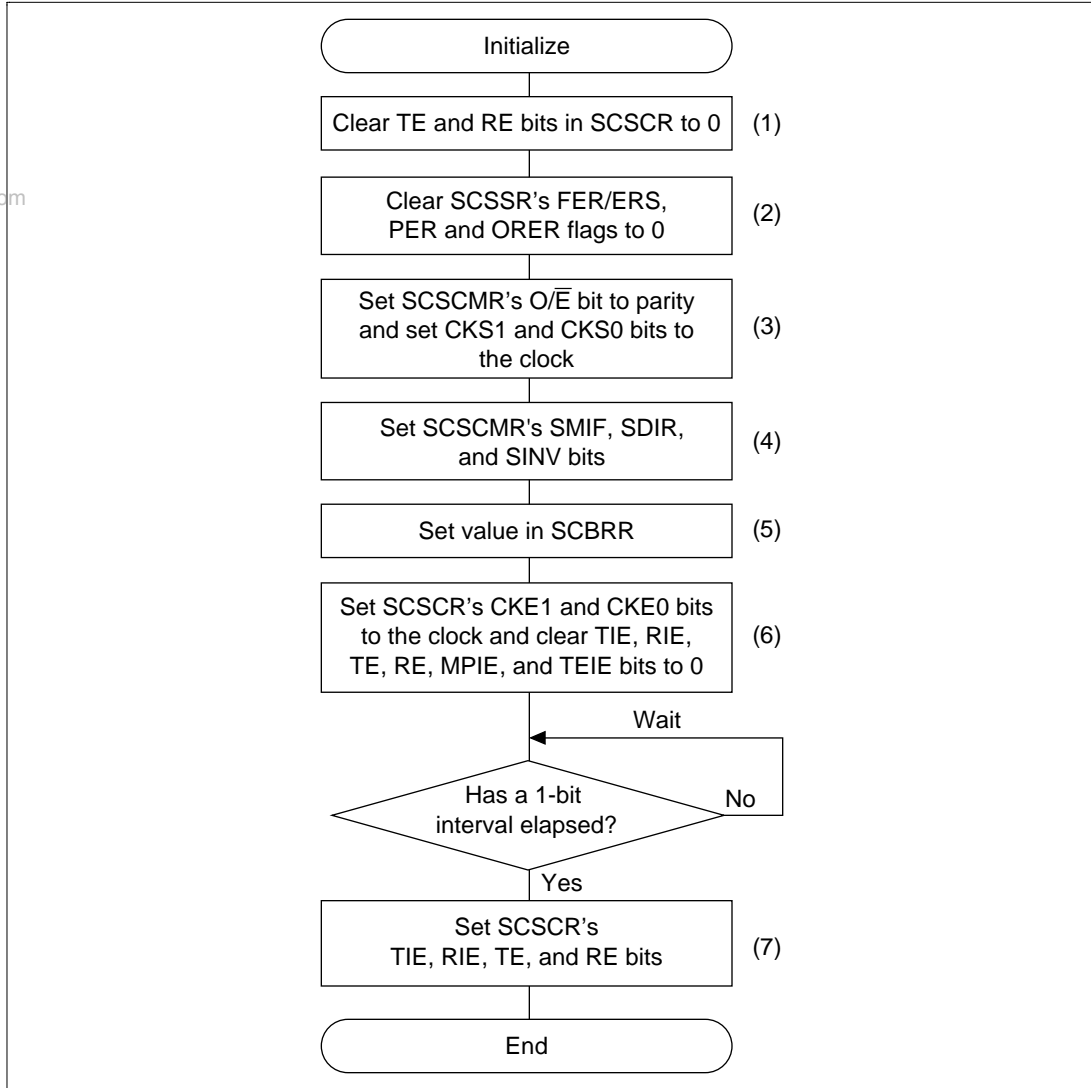 Initialize
Clear TE and RE bits in SCSCR to 0 (1)
om
Clear SCSSR’s FER/ERS,
PER and ORER flags to 0 (2)
Set SCSCMR’s O/E̅ bit to parity
and set CKS1 and CKS0 bits to
the clock (3)
Set SCSCMR's SMIF, SDIR,
and SINV bits (4)
Set value in SCBRR (5)
Set SCSCR’s CKE1 and CKE0 bits
to the clock and clear TIE, RIE,
TE, RE, MPIE, and TEIE bits to 0 (6)
Wait
Has a 1-bit
interval elapsed?
No
Yes
Set SCSCR’s
TIE, RIE, TE, and RE bits (7)
End